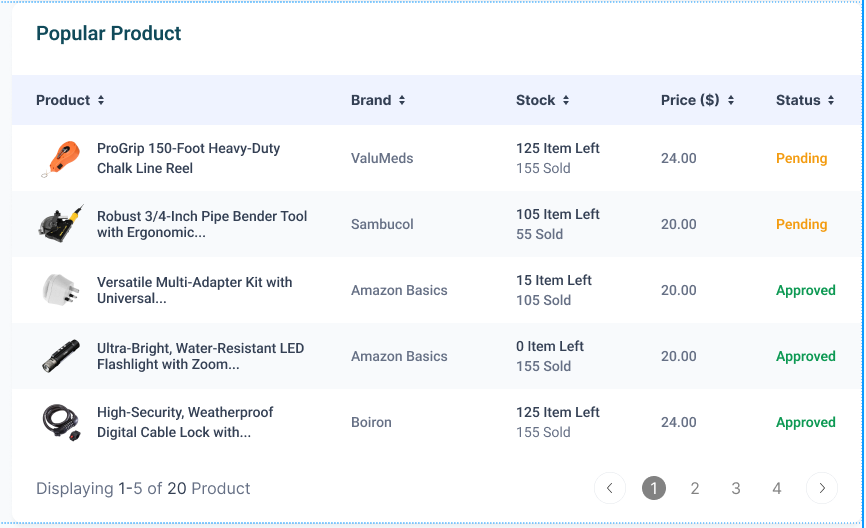 Popular Product
Product Brand Stock Price ($) Status
ProGrip 150-Foot Heavy-Duty
Chalk Line Reel
ValuMeds
125 Item Left
155 Sold
24.00
Pending
Robust 3/4-Inch Pipe Bender Tool
with Ergonomic...
Sambucol
105 Item Left
55 Sold
20.00
Pending
Versatile Multi-Adapter Kit with
Universal...
Amazon Basics
15 Item Left
105 Sold
20.00
Approved
Ultra-Bright, Water-Resistant LED
Flashlight with Zoom...
Amazon Basics
0 Item Left
155 Sold
20.00
Approved
High-Security, Weatherproof
Digital Cable Lock with...
Boiron
125 Item Left
155 Sold
24.00
Approved
Displaying 1-5 of 20 Product
1 2 3 4